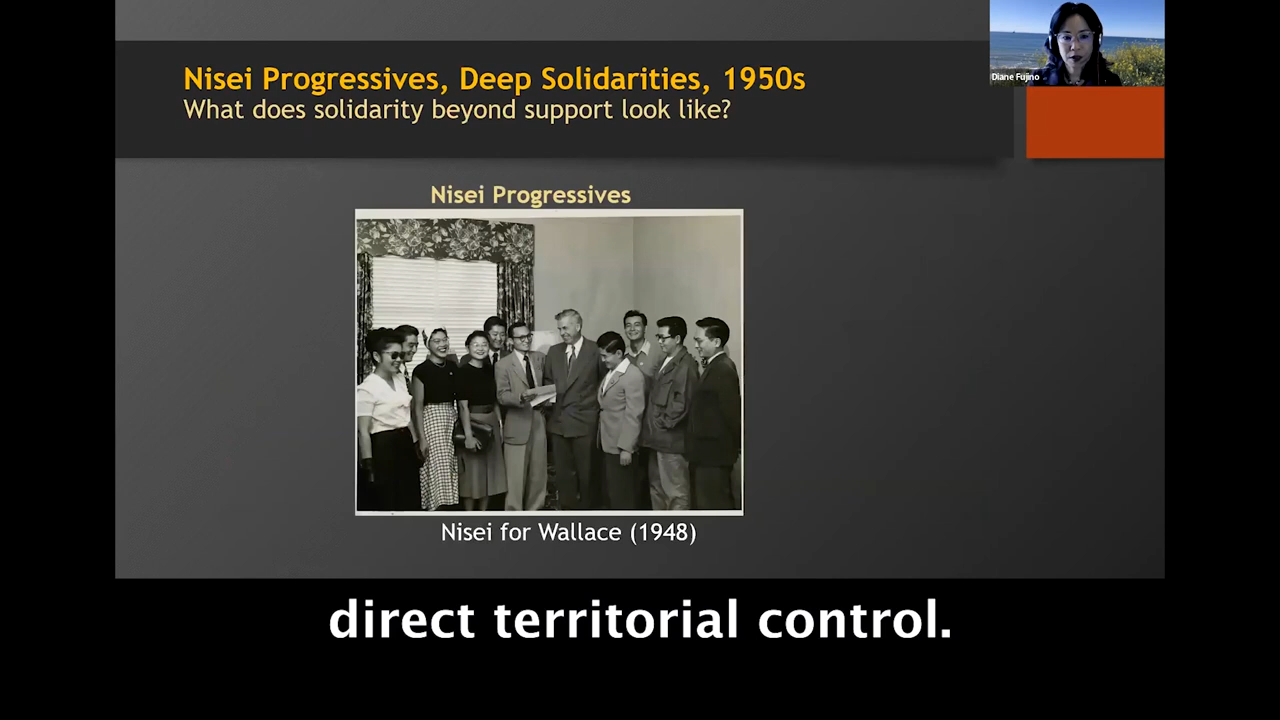 Nisei Progressives, Deep Solidarities, 1950s
What does solidarity beyond support look like?
Diane Fujino
Nisei Progressives
Nisei for Wallace (1948)
direct territorial control.